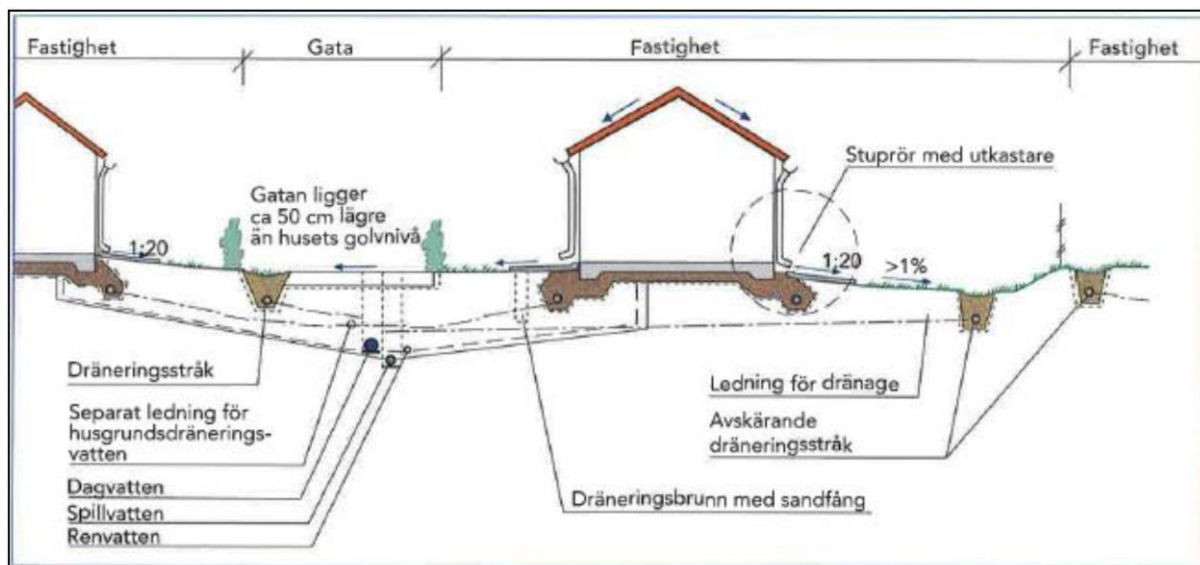 Fastighet
Gata
Fastighet
Fastighet
Stuprör med utkastare
Gatan ligger
ca 50 cm lägre
än husets golvnivå
1:20
1:20
>1%
Dräneringsstråk
Separat ledning för
husgrundsdränerings-
vatten
Dagvatten
Spillvatten
Renvatten
Ledning för dränage
Avskärande
dräneringsstråk
Dräneringsbrunn med sandfång